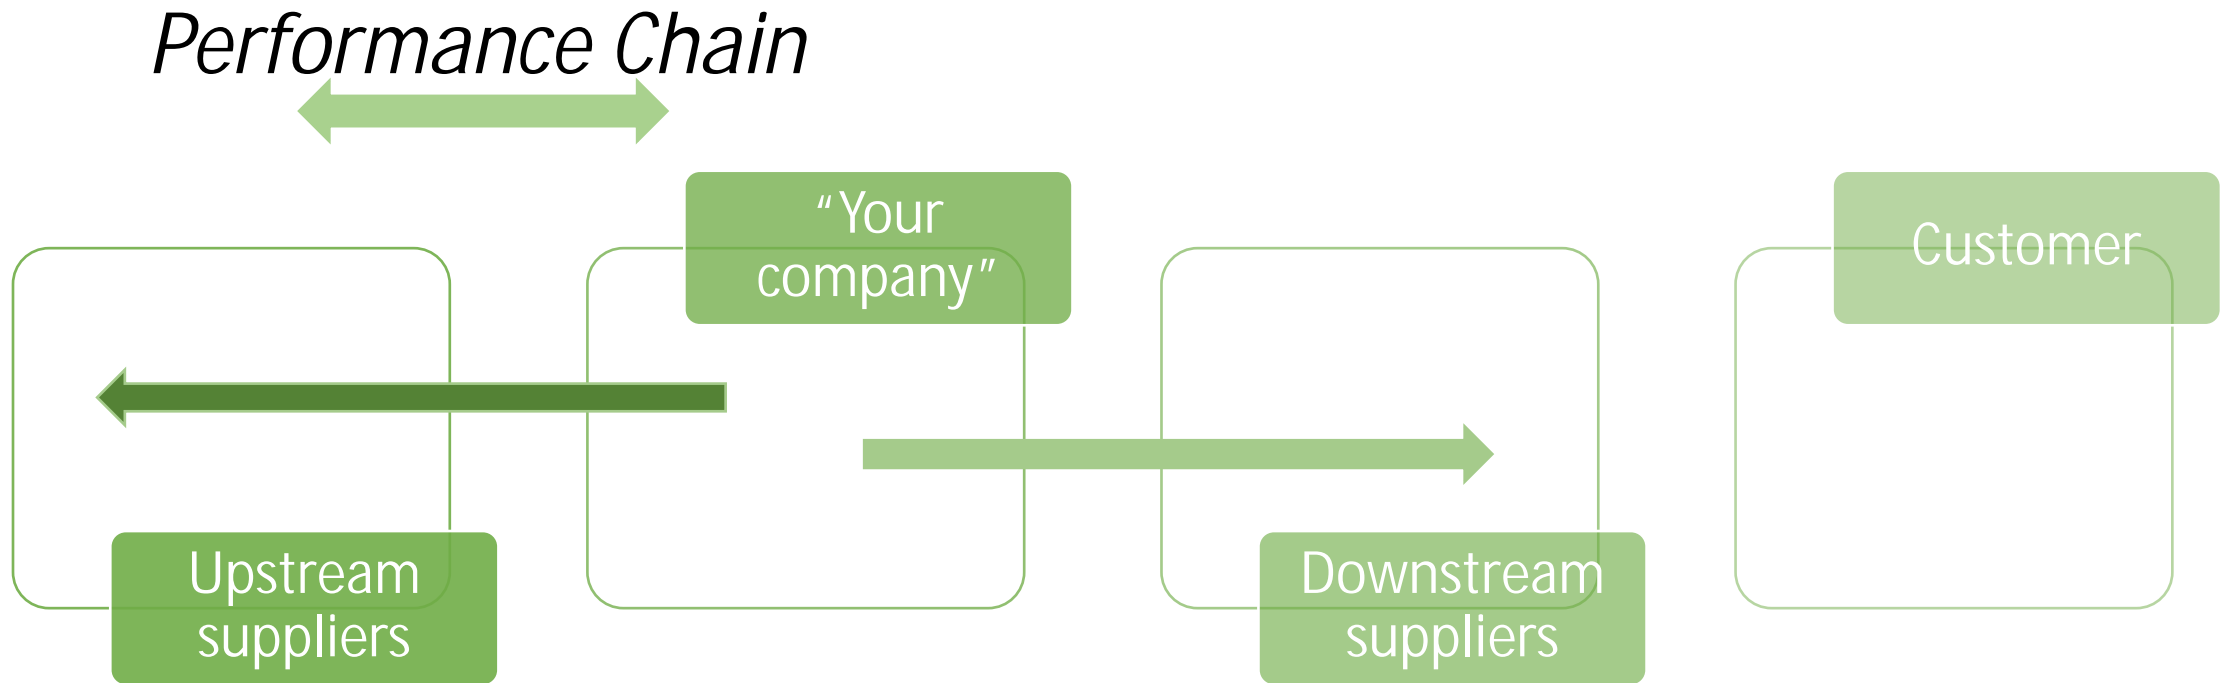 Performance Chain
“Your
company”
Customer
Upstream
suppliers
Downstream
suppliers